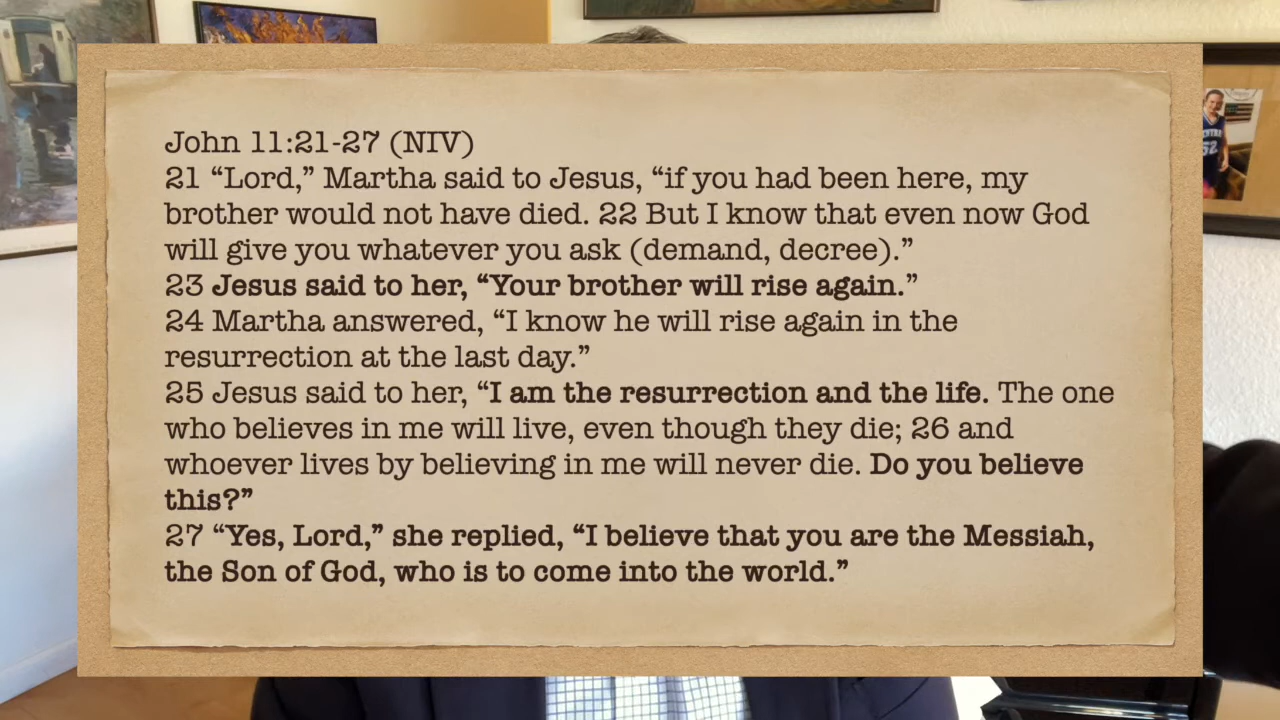 John 11:21-27 (NIV)
21 “Lord,” Martha said to Jesus, “if you had been here, my
brother would not have died. 22 But I know that even now God
will give you whatever you ask (demand, decree).”
23 Jesus said to her, “Your brother will rise again.”
24 Martha answered, “I know he will rise again in the
resurrection at the last day.”
25 Jesus said to her, “I am the resurrection and the life. The one
who believes in me will live, even though they die; 26 and
whoever lives by believing in me will never die. Do you believe
this?”
27 “Yes, Lord,” she replied, “I believe that you are the Messiah,
the Son of God, who is to come into the world.”
52